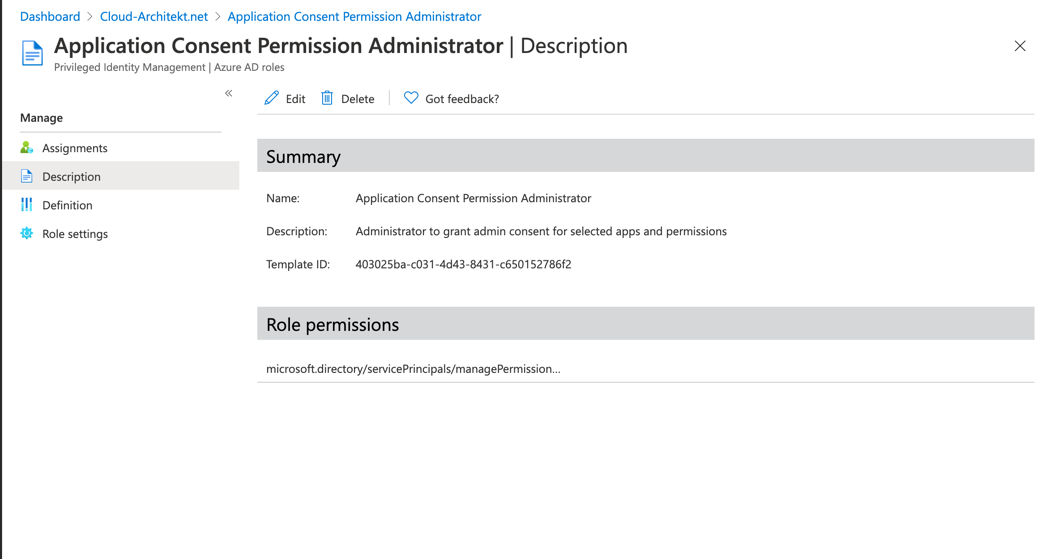 Dashboard > Cloud-Architekt.net > Application Consent Permission Administrator
Application Consent Permission Administrator | Description
Privileged Identity Management | Azure AD roles
«
Manage
Assignments
Description
Definition
Role settings
Edit Delete Got feedback?
Summary
Name: Application Consent Permission Administrator
Description: Administrator to grant admin consent for selected apps and permissions
Template ID: 403025ba-c031-4d43-8431-c650152786f2
Role permissions
microsoft.directory/servicePrincipals/managePermission...